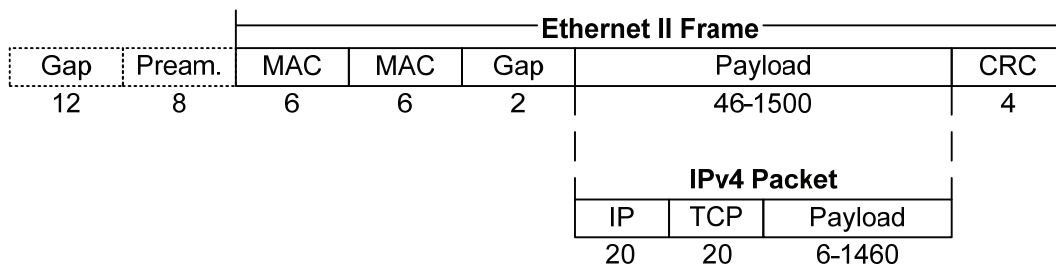 Ethernet II Frame
Gap Pream. MAC MAC Gap Payload CRC
12 8 6 6 2 46-1500 4
IPv4 Packet
IP TCP Payload
20 20 6-1460